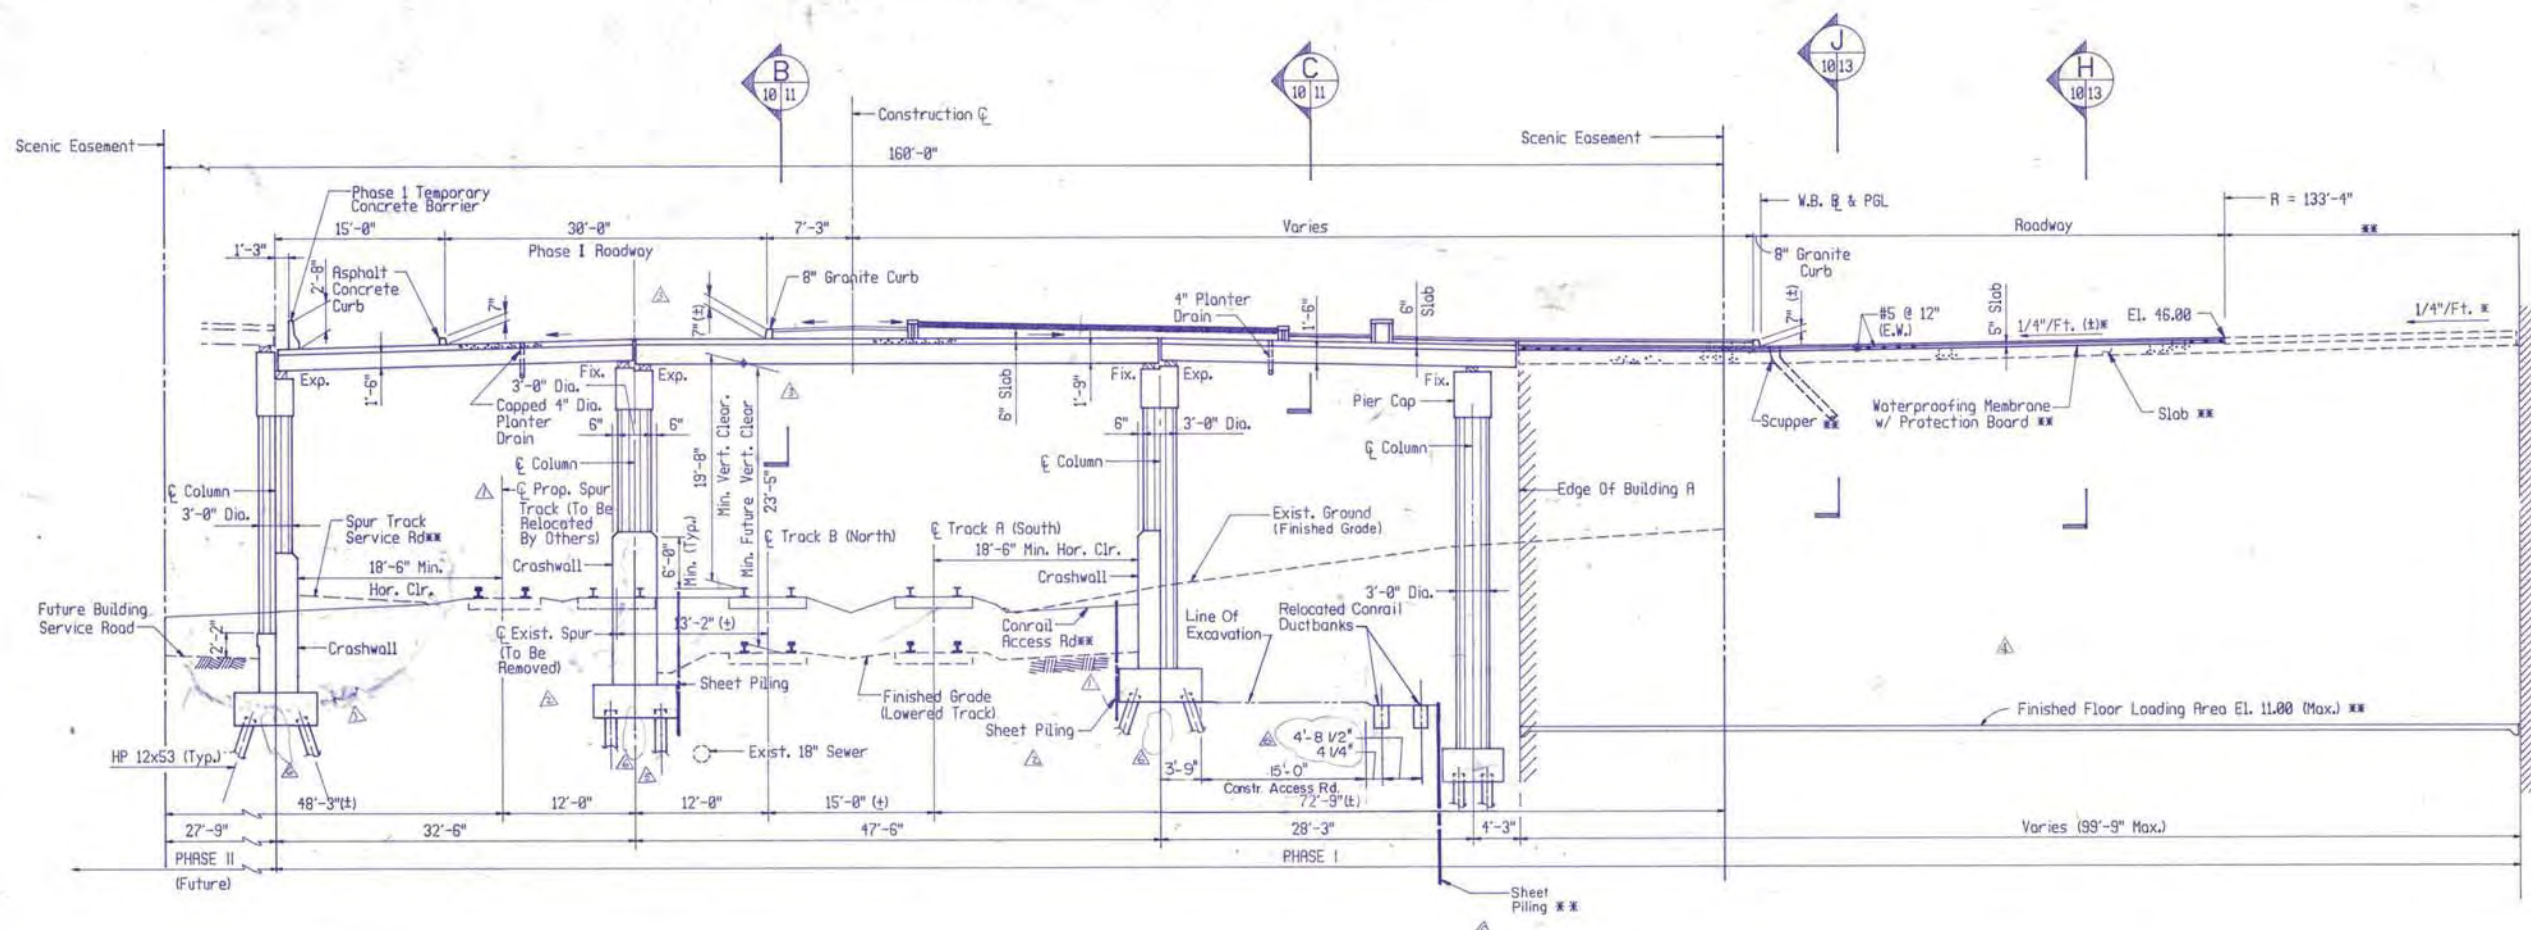 B
10 11
C
10 11
J
10 13
H
10 13
Construction ℄
Scenic Easement
160'-0"
Scenic Easement
Phase 1 Temporary
Concrete Barrier
W.B. ⅊ & PGL
R = 133'-4"
15'-0"
30'-0"
7'-3"
Varies
Roadway
**
1'-3"
Phase I Roadway
8" Granite
Curb
2'-8"
Asphalt
Concrete
Curb
7"
7"(±)
8" Granite Curb
4" Planter
Drain
1'-6"
6"
Slab
7" (±)
#5 @ 12"
(E.W.)
5" Slab
1/4"/Ft. (±)*
El. 46.00
1/4"/Ft. *
Exp.
1'-6"
Fix.
3'-0" Dia.
Exp.
6" Slab
1'-9"
Fix.
Exp.
Fix.
Capped 4" Dia.
Planter
Drain
6"
6"
6"
3'-0" Dia.
Pier Cap
Scupper **
Waterproofing Membrane
w/ Protection Board **
Slab **
19'-8"
Min. Vert. Clear.
Min. Future Vert. Clear
23'-5"
℄ Column
℄ Column
℄ Column
℄ Column
3'-0" Dia.
Spur Track
Service Rd**
℄ Prop. Spur
Track (To Be
Relocated
By Others)
Edge Of Building A
℄ Track B (North)
℄ Track A (South)
Exist. Ground
(Finished Grade)
18'-6" Min. Hor. Clr.
18'-6" Min.
Hor. Clr.
Crashwall
6'-0"
Min. (Typ.)
Crashwall
3'-0" Dia.
Future Building
Service Road
2'-2"
Crashwall
℄ Exist. Spur
(To Be
Removed)
13'-2" (±)
Conrail
Access Rd**
Line Of
Excavation
Relocated Conrail
Ductbanks
Sheet Piling
Finished Grade
(Lowered Track)
Sheet Piling
Finished Floor Loading Area El. 11.00 (Max.) **
HP 12x53 (Typ.)
Exist. 18" Sewer
4'-8 1/2"
4 1/4"
3'-9"
15'-0"
Constr. Access Rd.
48'-3"(±)
12'-0"
12'-0"
15'-0" (±)
72'-9"(±)
27'-9"
32'-6"
47'-6"
28'-3"
4'-3"
Varies (99'-9" Max.)
PHASE II
PHASE I
(Future)
Sheet
Piling **